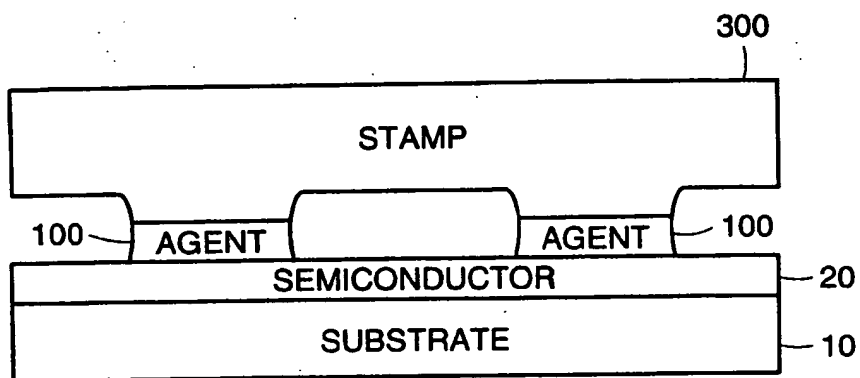 300
STAMP
100 AGENT AGENT 100
SEMICONDUCTOR 20
SUBSTRATE 10